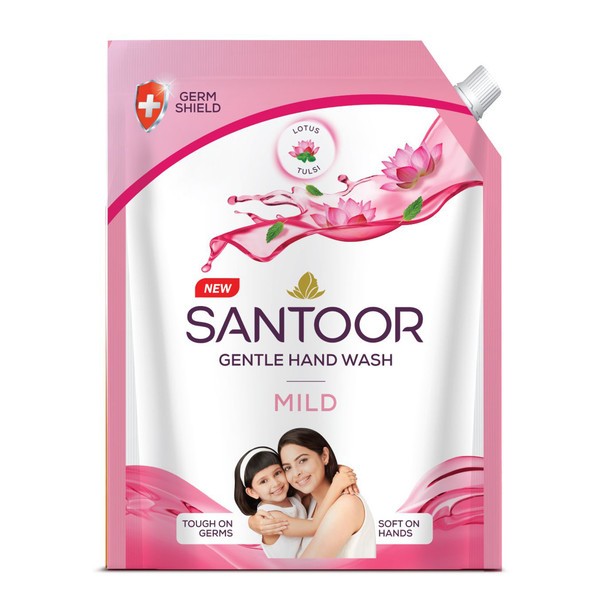 GERM
SHIELD
LOTUS
TULSI
NEW
SANTOOR
GENTLE HAND WASH
MILD
TOUGH ON
GERMS
SOFT ON
HANDS